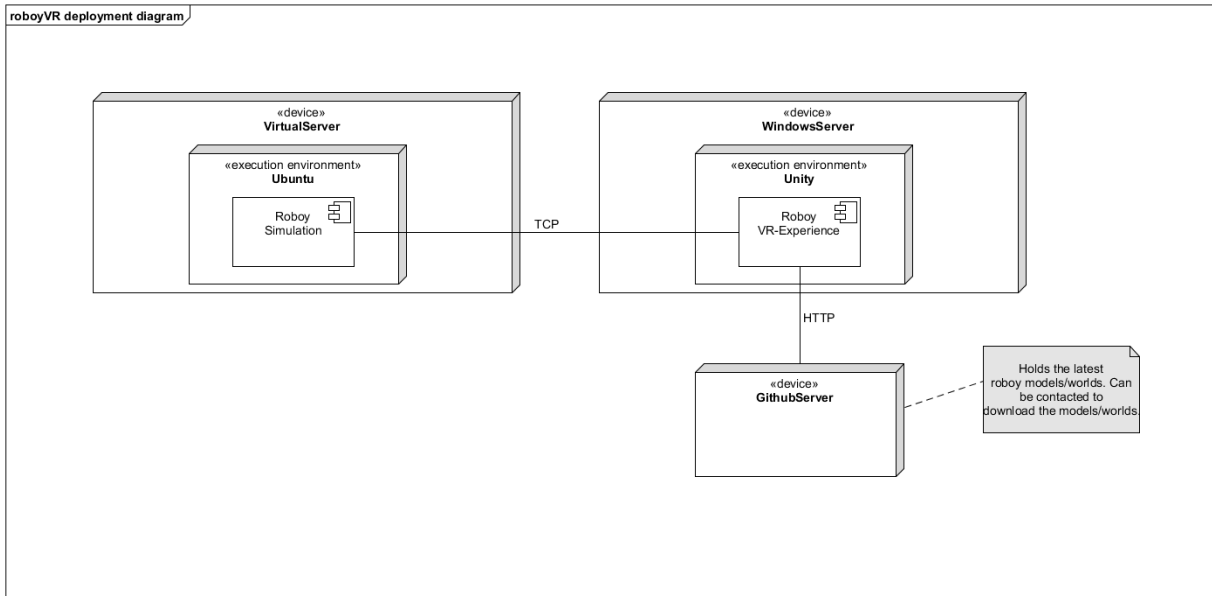 roboyVR deployment diagram
«device»
VirtualServer
«execution environment»
Ubuntu
Roboy
Simulation
TCP
«device»
WindowsServer
«execution environment»
Unity
Roboy
VR-Experience
HTTP
«device»
GithubServer
Holds the latest
roboy models/worlds. Can
be contacted to
download the models/worlds.